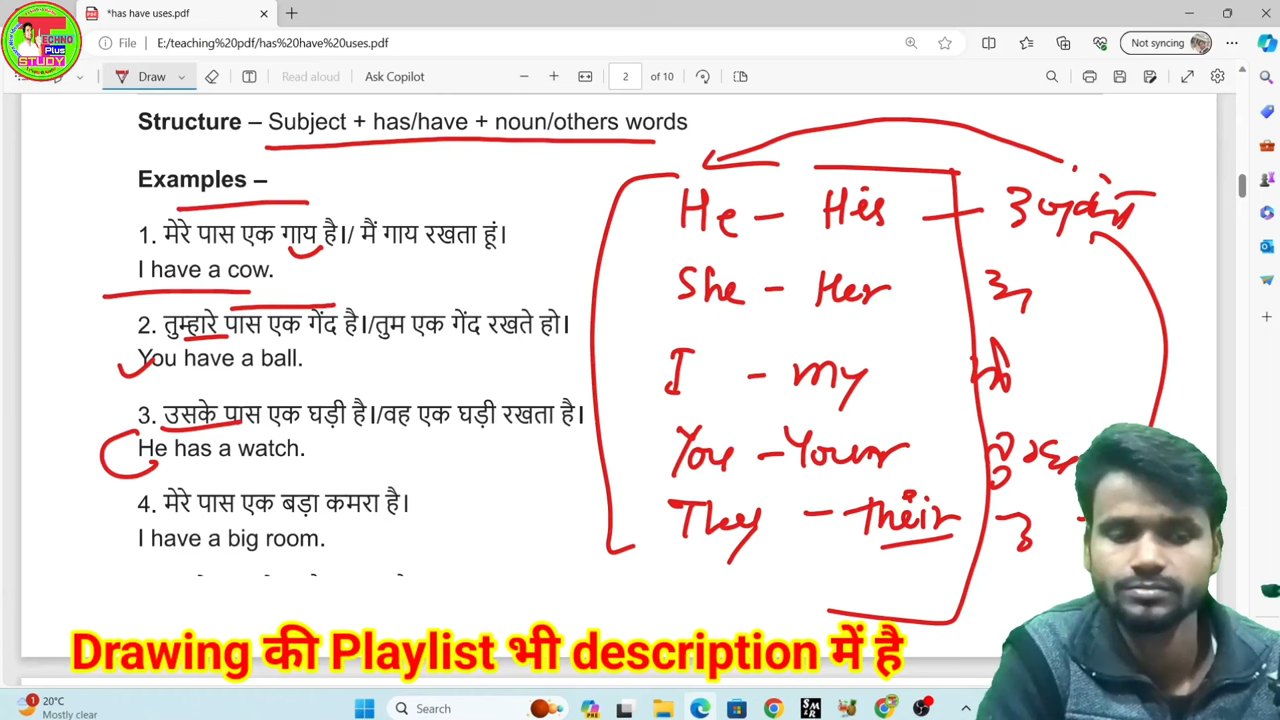 *has have uses.pdf
TECHNO
Plus
STUDY
File E:/teaching%20pdf/has%20have%20uses.pdf
Not syncing
Draw Read aloud Ask Copilot 2 of 10
Structure – Subject + has/have + noun/others words
Examples –
1. मेरे पास एक गाय है।/ मैं गाय रखता हूं।
I have a cow.
2. तुम्हारे पास एक गेंद है।/तुम एक गेंद रखते हो।
You have a ball.
3. उसके पास एक घड़ी है।/वह एक घड़ी रखता है।
He has a watch.
4. मेरे पास एक बड़ा कमरा है।
I have a big room.
He – His
She – Her
I – my
You – Your
They – their
Drawing की Playlist भी description में है
20°C
Mostly clear
Search